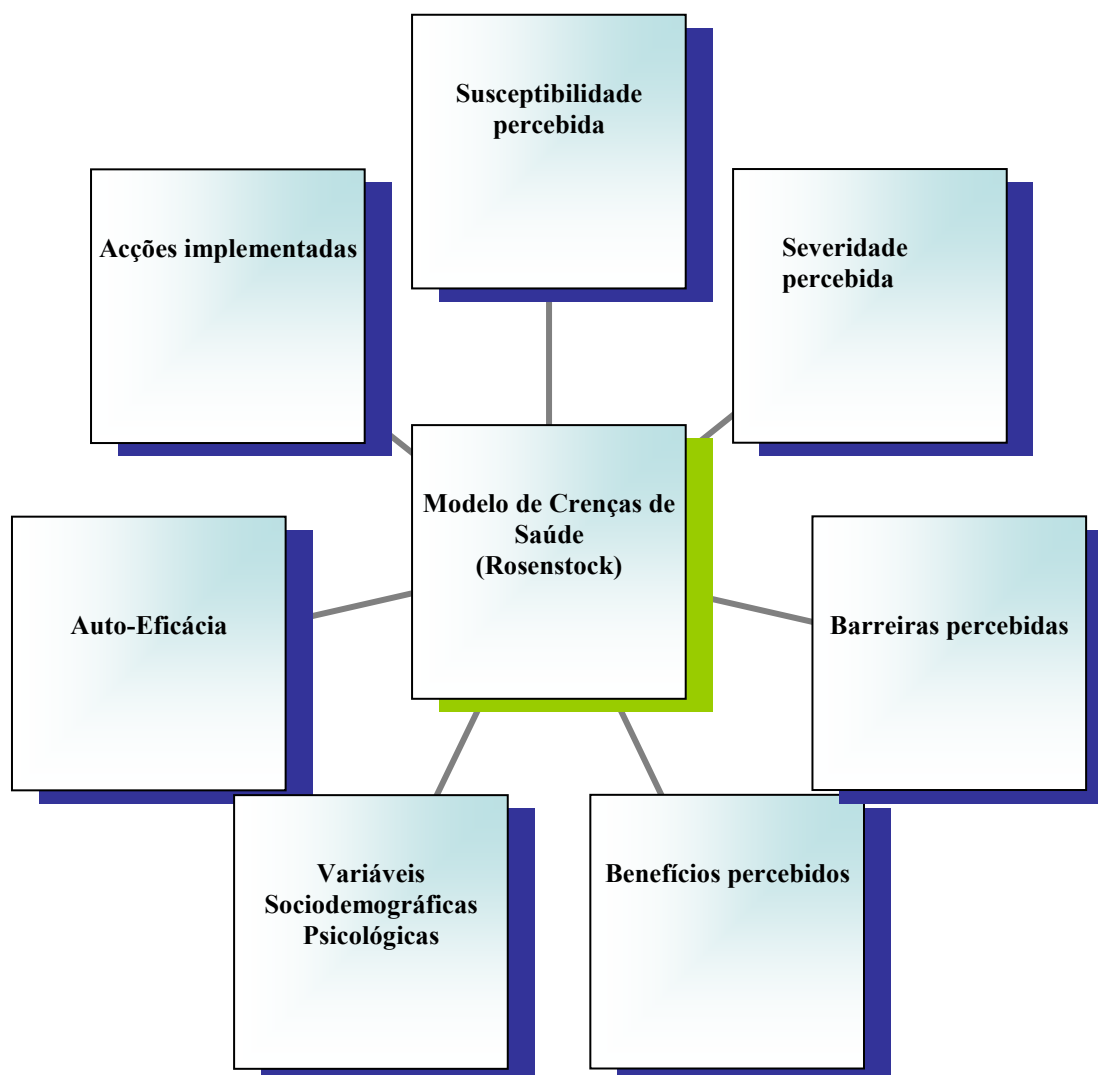 Susceptibilidade
percebida
Acções implementadas
Severidade
percebida
Modelo de Crenças de
Saúde
(Rosenstock)
Auto-Eficácia
Barreiras percebidas
Variáveis
Sociodemográficas
Psicológicas
Benefícios percebidos